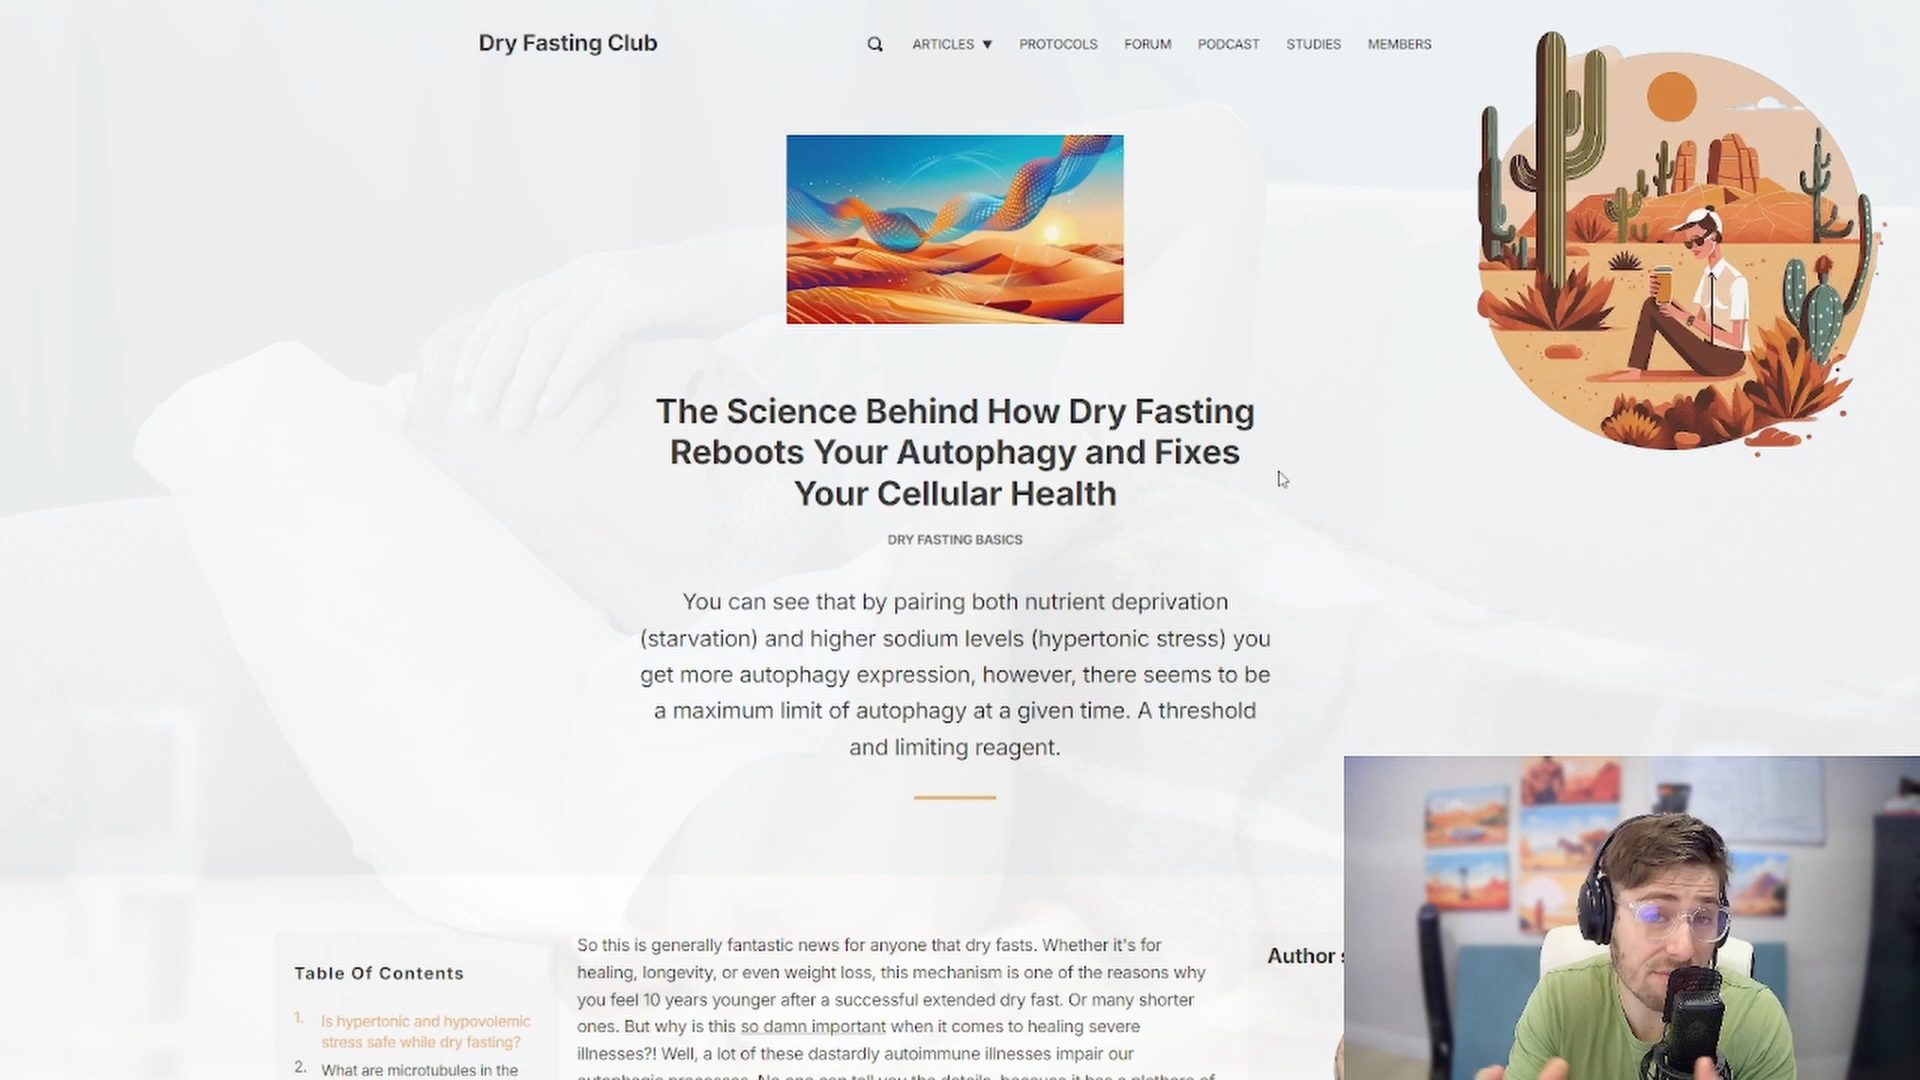 Dry Fasting Club
ARTICLES ▼ PROTOCOLS FORUM PODCAST STUDIES MEMBERS
The Science Behind How Dry Fasting
Reboots Your Autophagy and Fixes
Your Cellular Health
DRY FASTING BASICS
You can see that by pairing both nutrient deprivation
(starvation) and higher sodium levels (hypertonic stress) you
get more autophagy expression, however, there seems to be
a maximum limit of autophagy at a given time. A threshold
and limiting reagent.
Table Of Contents
1. Is hypertonic and hypovolemic
stress safe while dry fasting?
2. What are microtubules in the
So this is generally fantastic news for anyone that dry fasts. Whether it's for
healing, longevity, or even weight loss, this mechanism is one of the reasons why
you feel 10 years younger after a successful extended dry fast. Or many shorter
ones. But why is this so damn important when it comes to healing severe
illnesses?! Well, a lot of these dastardly autoimmune illnesses impair our
Author